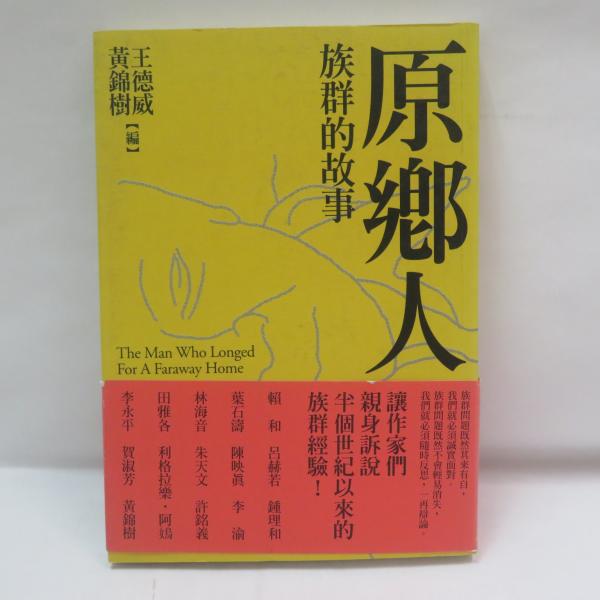 原鄉人
族群的故事
王德威
黃錦樹
【編】
The Man Who Longed
For A Faraway Home
族群問題既然其來有自，
我們就必須誠實面對。
族群問題既然不會輕易消失，
我們就必須隨時反思，一再辯論。
讓作家們
親身訴說
半個世紀以來的
族群經驗！
賴和 呂赫若 鍾理和
葉石濤 陳映真 李渝
林海音 朱天文 許銘義
田雅各 利格拉樂．阿𡠄
李永平 賀淑芳 黃錦樹